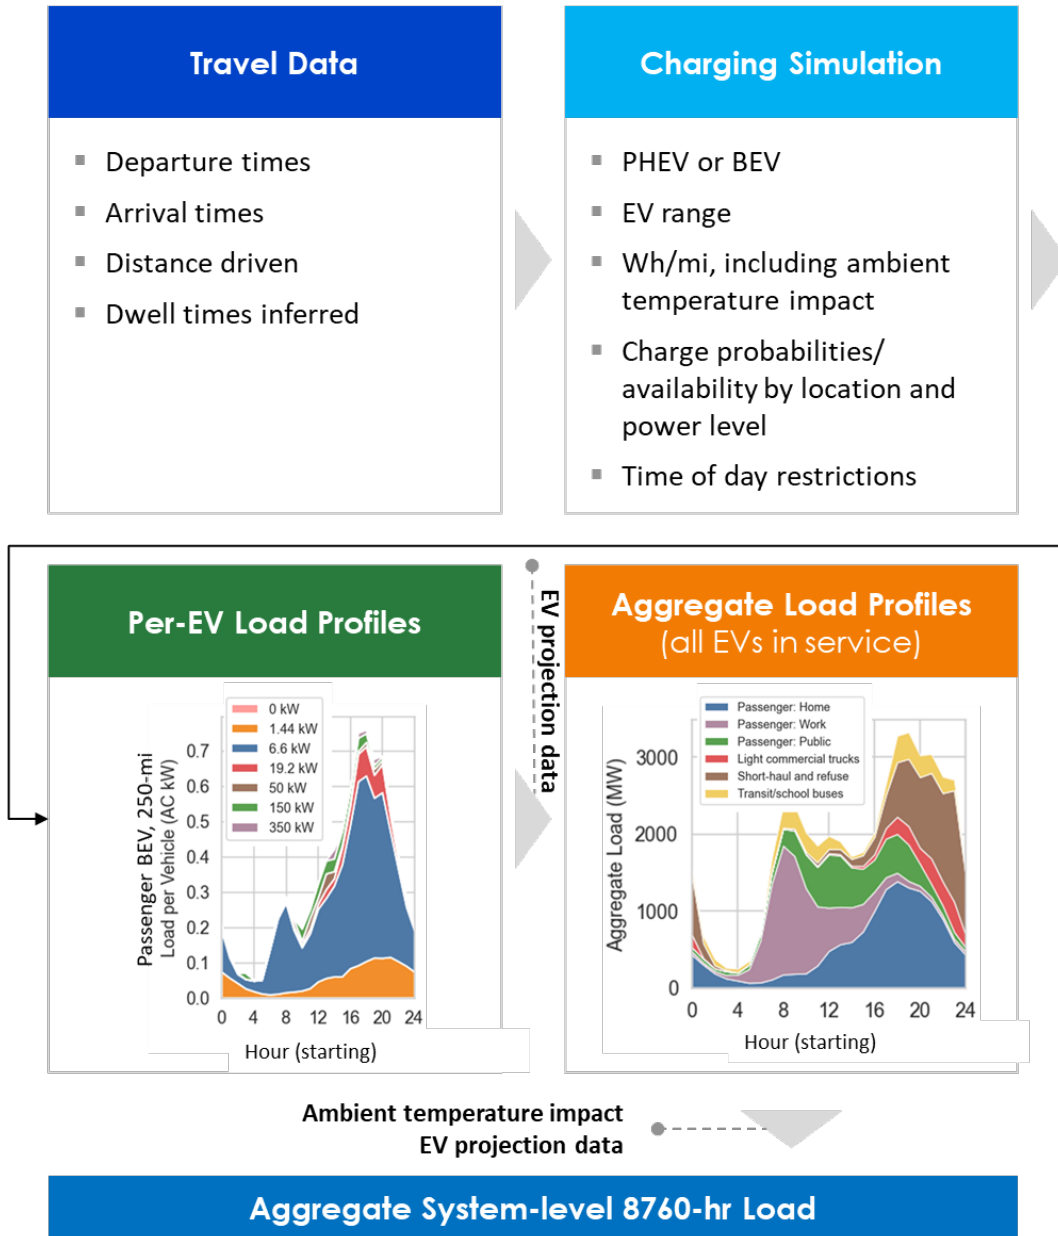 Travel Data
Departure times
Arrival times
Distance driven
Dwell times inferred
Charging Simulation
PHEV or BEV
EV range
Wh/mi, including ambient
temperature impact
Charge probabilities/
availability by location and
power level
Time of day restrictions
Per-EV Load Profiles
Passenger BEV, 250-mi
Load per Vehicle (AC kW)
0.7
0.6
0.5
0.4
0.3
0.2
0.1
0.0
0 kW
1.44 kW
6.6 kW
19.2 kW
50 kW
150 kW
350 kW
0 4 8 12 16 20 24
Hour (starting)
EV projection data
Aggregate Load Profiles
(all EVs in service)
Aggregate Load (MW)
3000
2000
1000
0
Passenger: Home
Passenger: Work
Passenger: Public
Light commercial trucks
Short-haul and refuse
Transit/school buses
0 4 8 12 16 20 24
Hour (starting)
Ambient temperature impact
EV projection data
Aggregate System-level 8760-hr Load